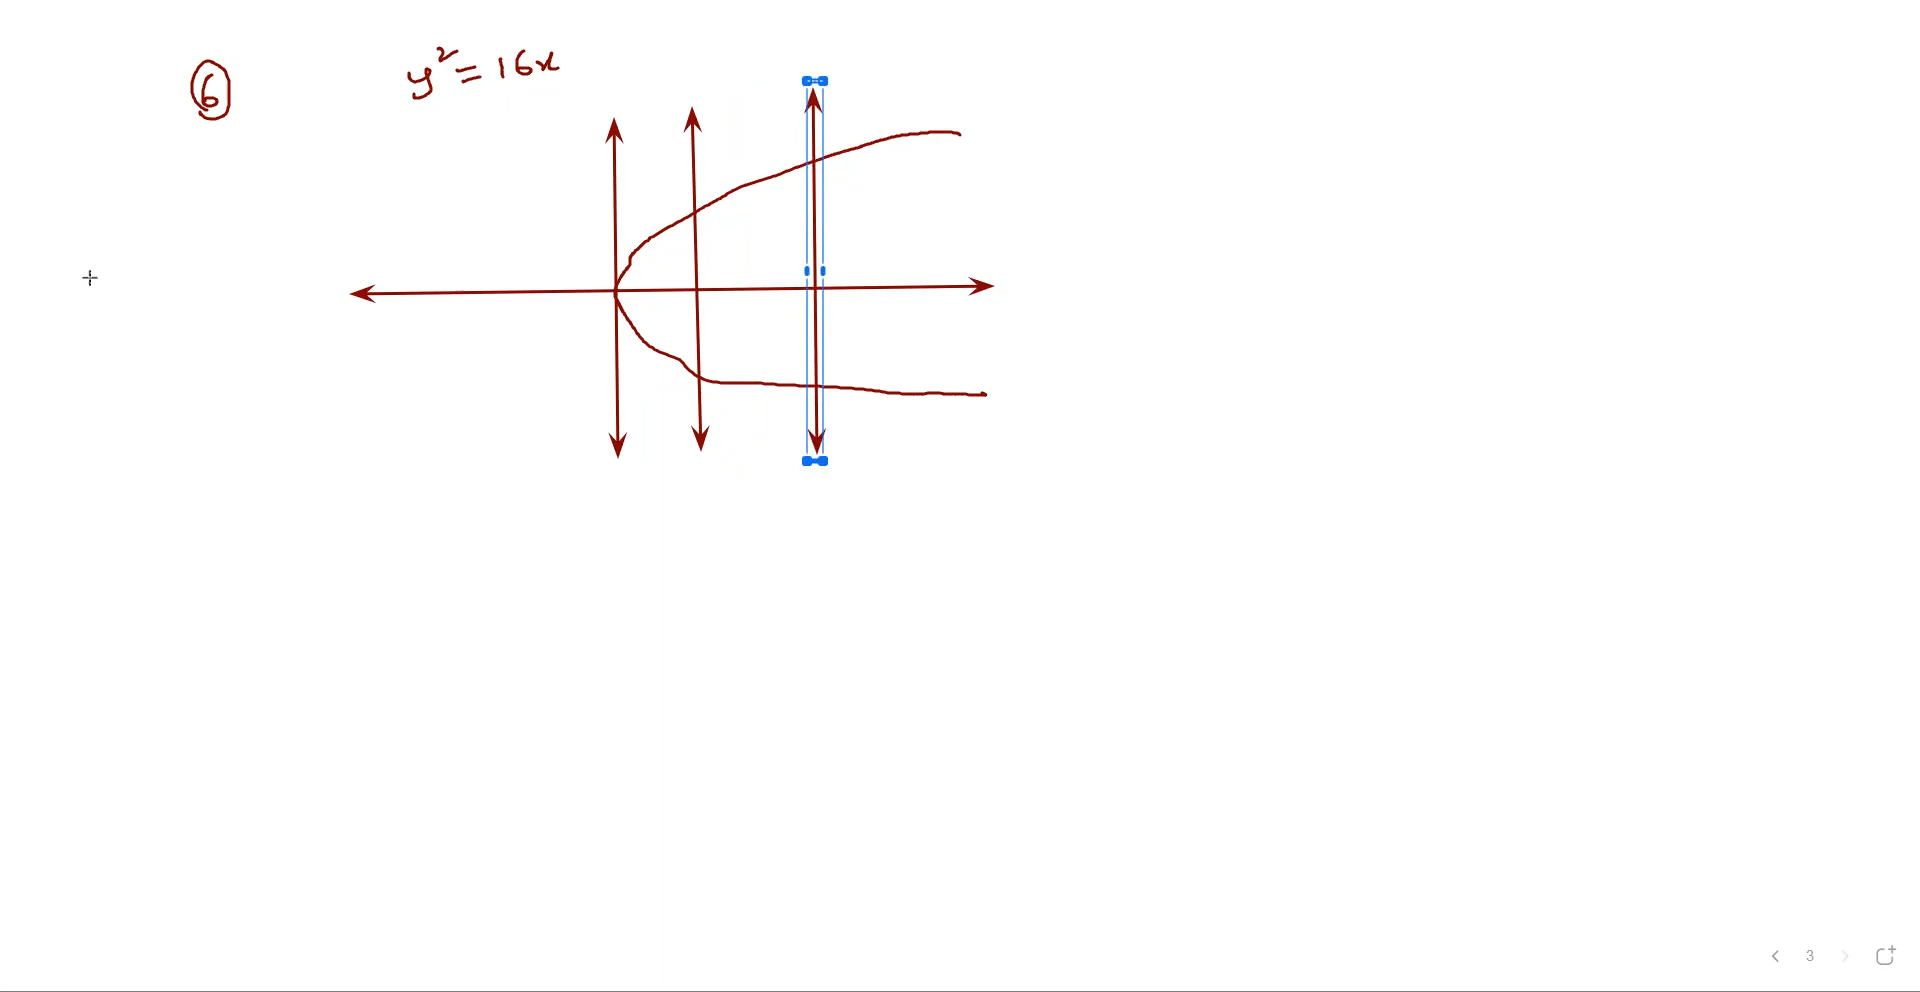 6
y² = 16x
3